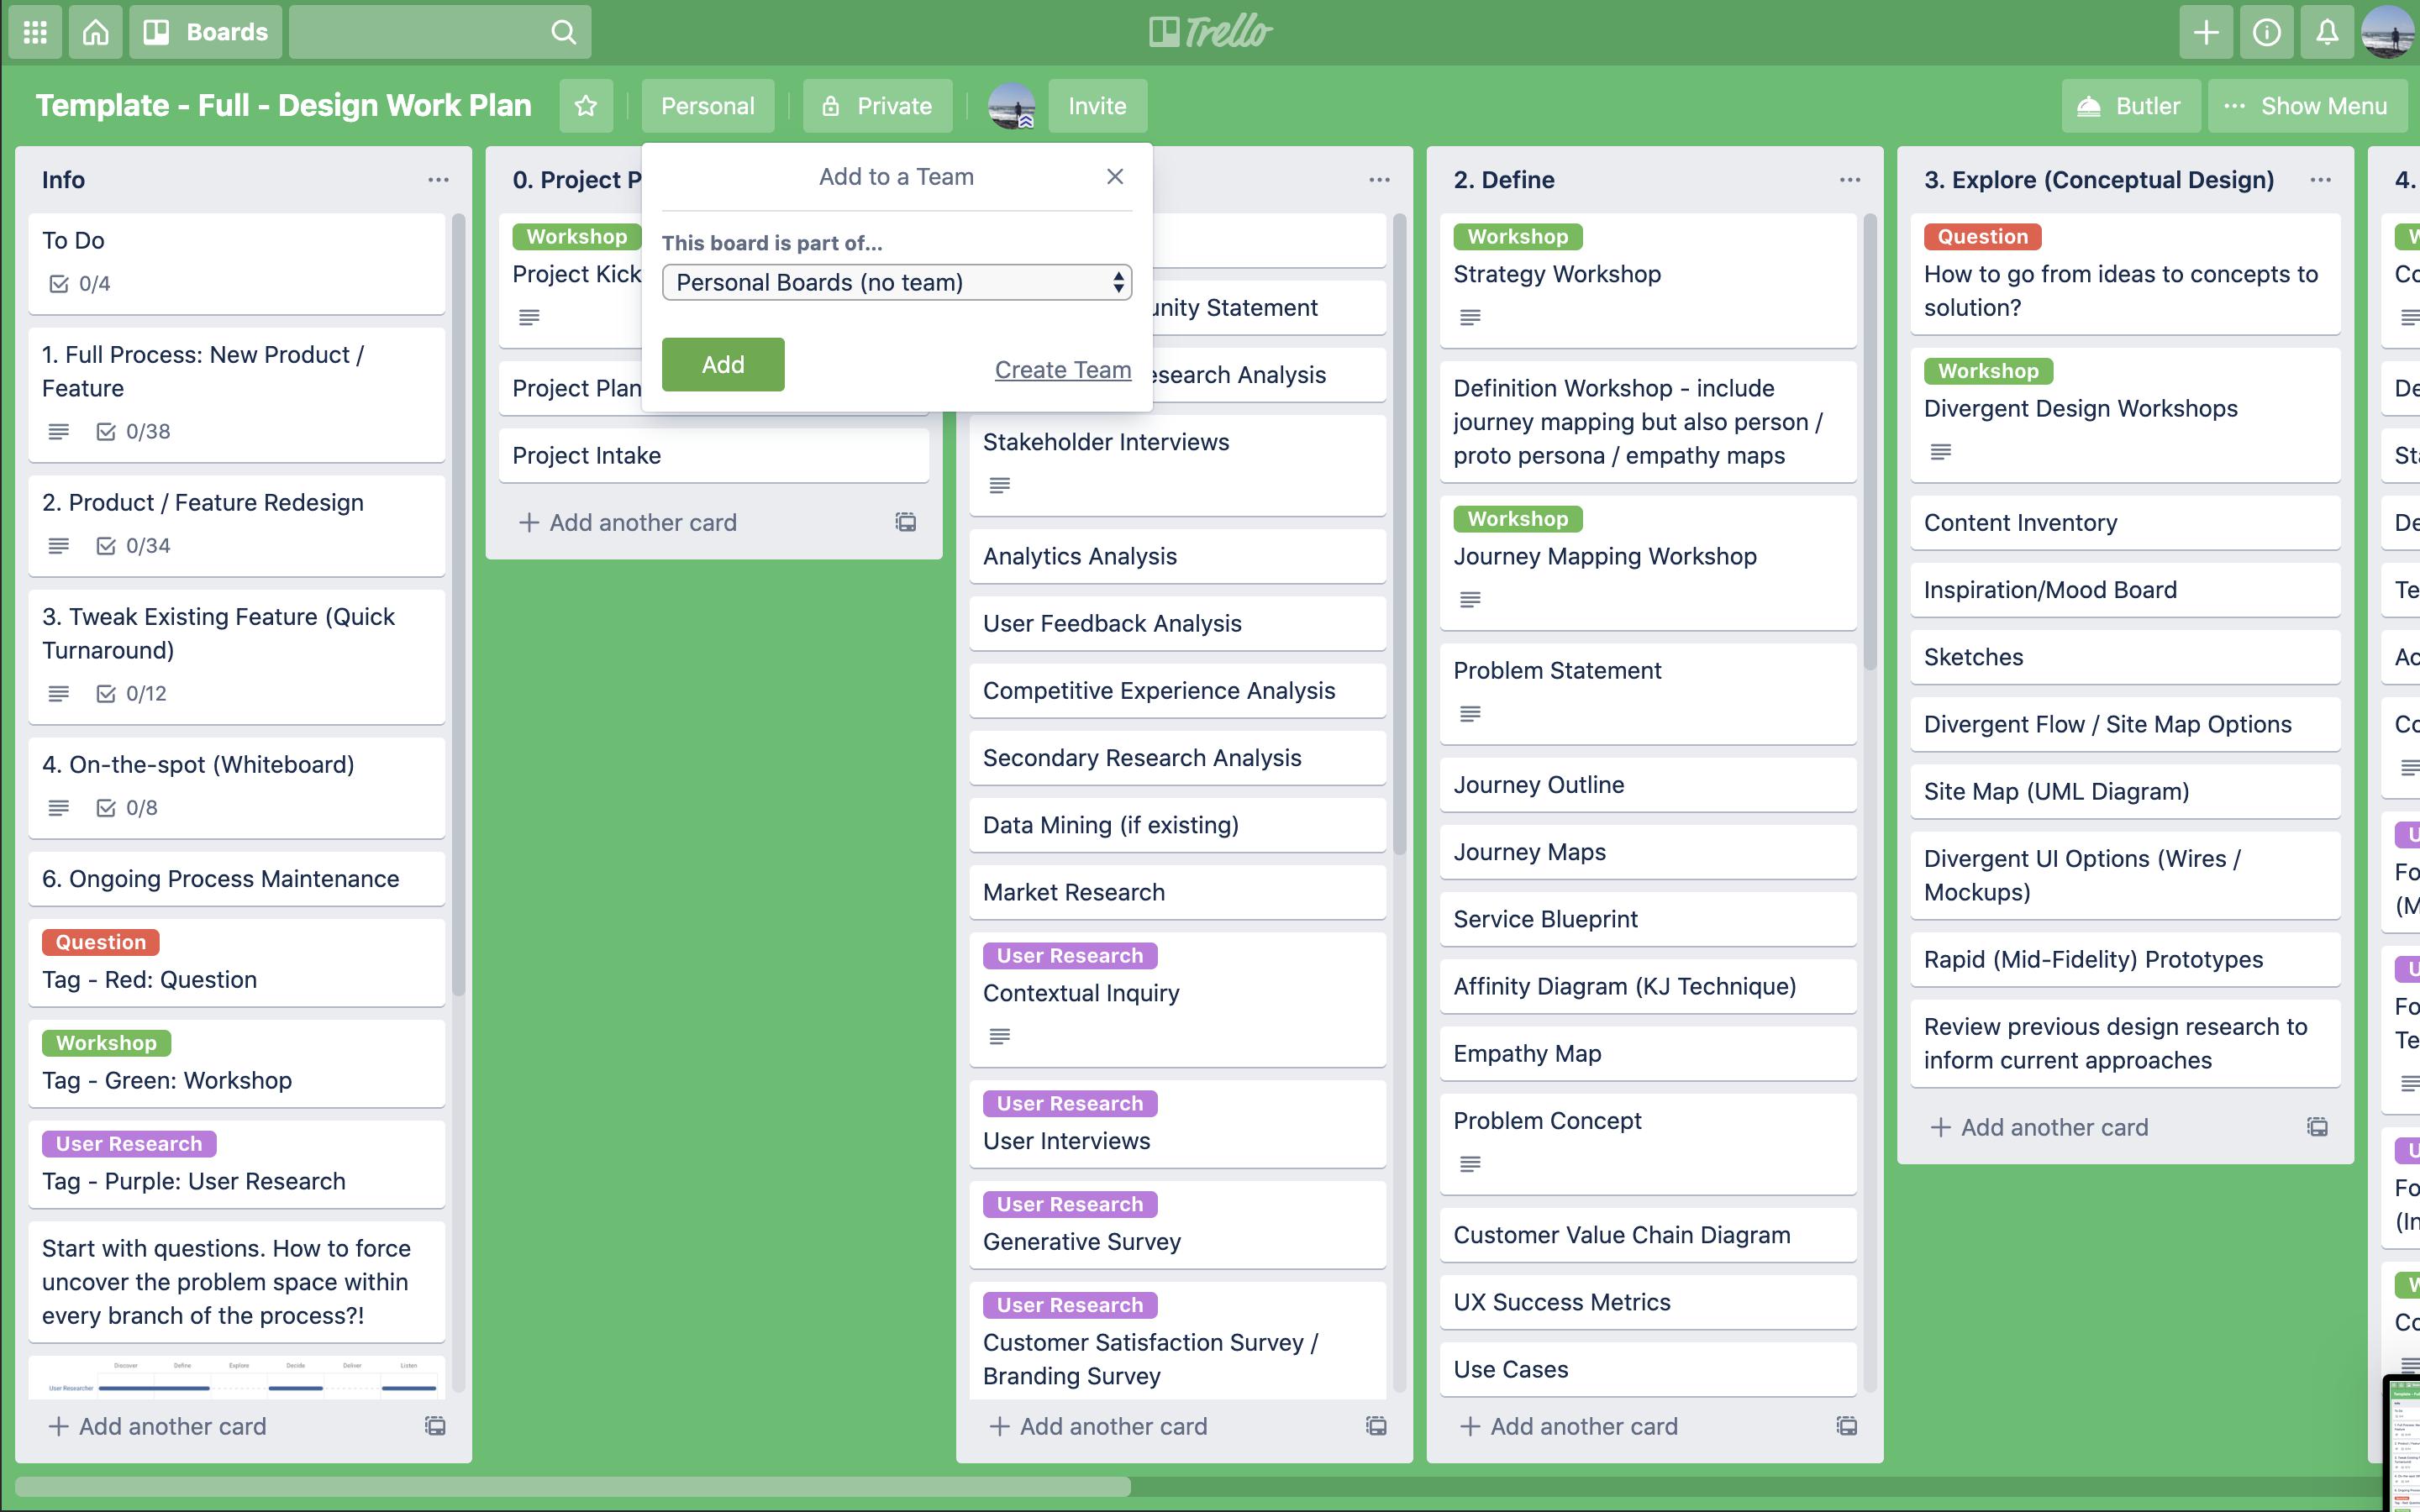 Boards
Trello
Template - Full - Design Work Plan
Personal
Private
Invite
Butler
Show Menu
Info
To Do
0/4
1. Full Process: New Product /
Feature
0/38
2. Product / Feature Redesign
0/34
3. Tweak Existing Feature (Quick
Turnaround)
0/12
4. On-the-spot (Whiteboard)
0/8
6. Ongoing Process Maintenance
Question
Tag - Red: Question
Workshop
Tag - Green: Workshop
User Research
Tag - Purple: User Research
Start with questions. How to force
uncover the problem space within
every branch of the process?!
Discover Define Explore Decide Deliver Listen
User Researcher
Add another card
0. Project P
Workshop
Project Kick
Project Plan
Project Intake
Add another card
Add to a Team
This board is part of...
Personal Boards (no team)
Add
Create Team
unity Statement
esearch Analysis
Stakeholder Interviews
Analytics Analysis
User Feedback Analysis
Competitive Experience Analysis
Secondary Research Analysis
Data Mining (if existing)
Market Research
User Research
Contextual Inquiry
User Research
User Interviews
User Research
Generative Survey
User Research
Customer Satisfaction Survey /
Branding Survey
Add another card
2. Define
Workshop
Strategy Workshop
Definition Workshop - include
journey mapping but also person /
proto persona / empathy maps
Workshop
Journey Mapping Workshop
Problem Statement
Journey Outline
Journey Maps
Service Blueprint
Affinity Diagram (KJ Technique)
Empathy Map
Problem Concept
Customer Value Chain Diagram
UX Success Metrics
Use Cases
Add another card
3. Explore (Conceptual Design)
Question
How to go from ideas to concepts to
solution?
Workshop
Divergent Design Workshops
Content Inventory
Inspiration/Mood Board
Sketches
Divergent Flow / Site Map Options
Site Map (UML Diagram)
Divergent UI Options (Wires /
Mockups)
Rapid (Mid-Fidelity) Prototypes
Review previous design research to
inform current approaches
Add another card
4.